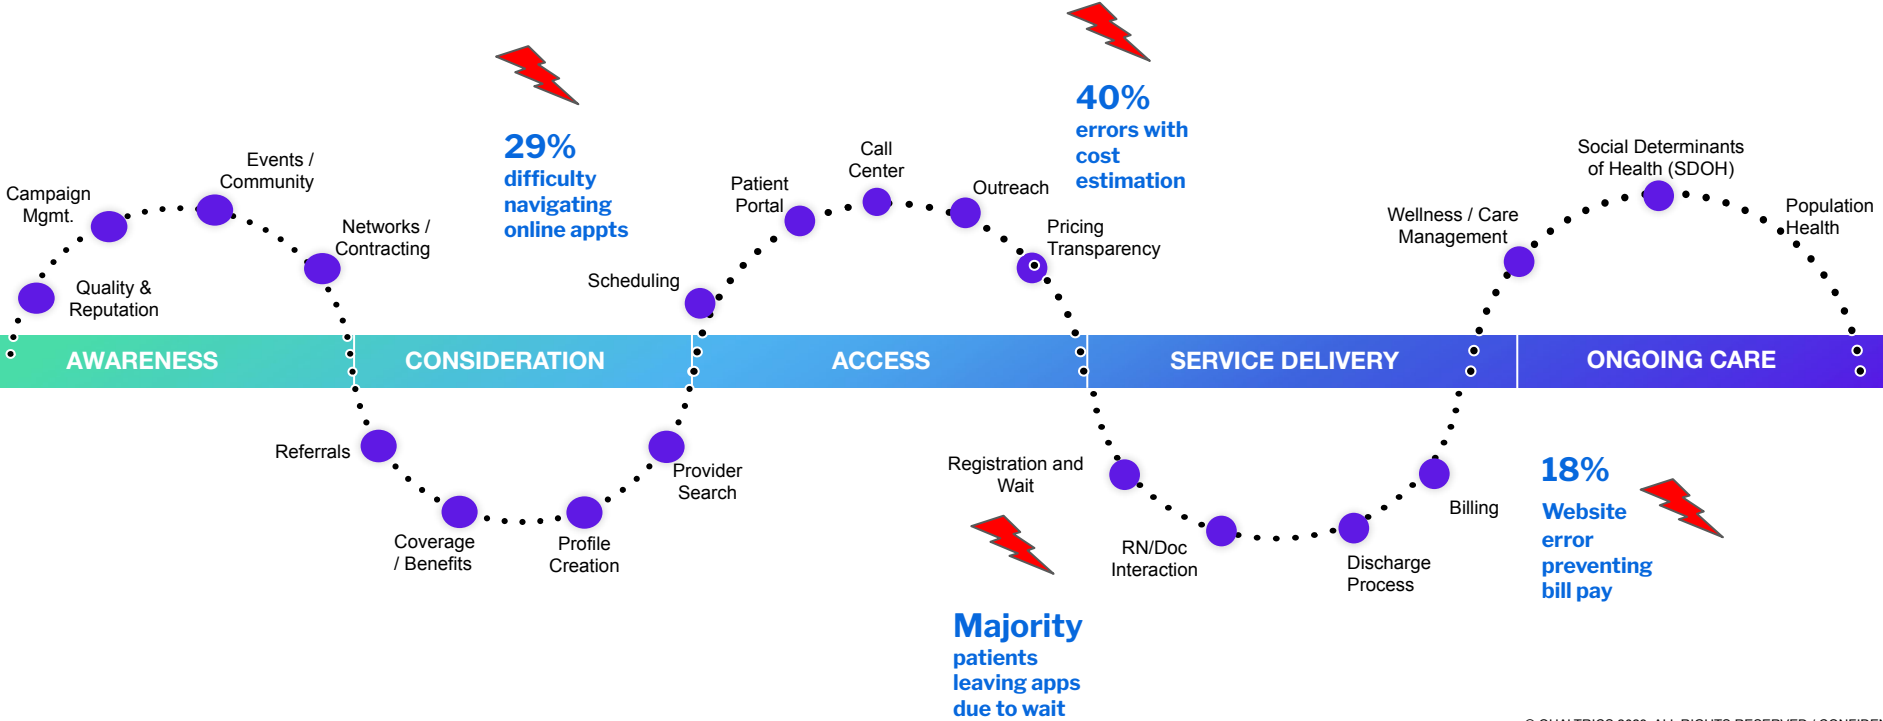 Campaign
Mgmt.
Events /
Community
Networks /
Contracting
Quality &
Reputation
29%
difficulty
navigating
online appts
Scheduling
Patient
Portal
Call
Center
Outreach
40%
errors with
cost
estimation
Pricing
Transparency
Wellness / Care
Management
Social Determinants
of Health (SDOH)
Population
Health
AWARENESS
CONSIDERATION
ACCESS
SERVICE DELIVERY
ONGOING CARE
Referrals
Coverage
/ Benefits
Profile
Creation
Provider
Search
Registration and
Wait
RN/Doc
Interaction
Discharge
Process
Billing
Majority
patients
leaving apps
due to wait
18%
Website
error
preventing
bill pay